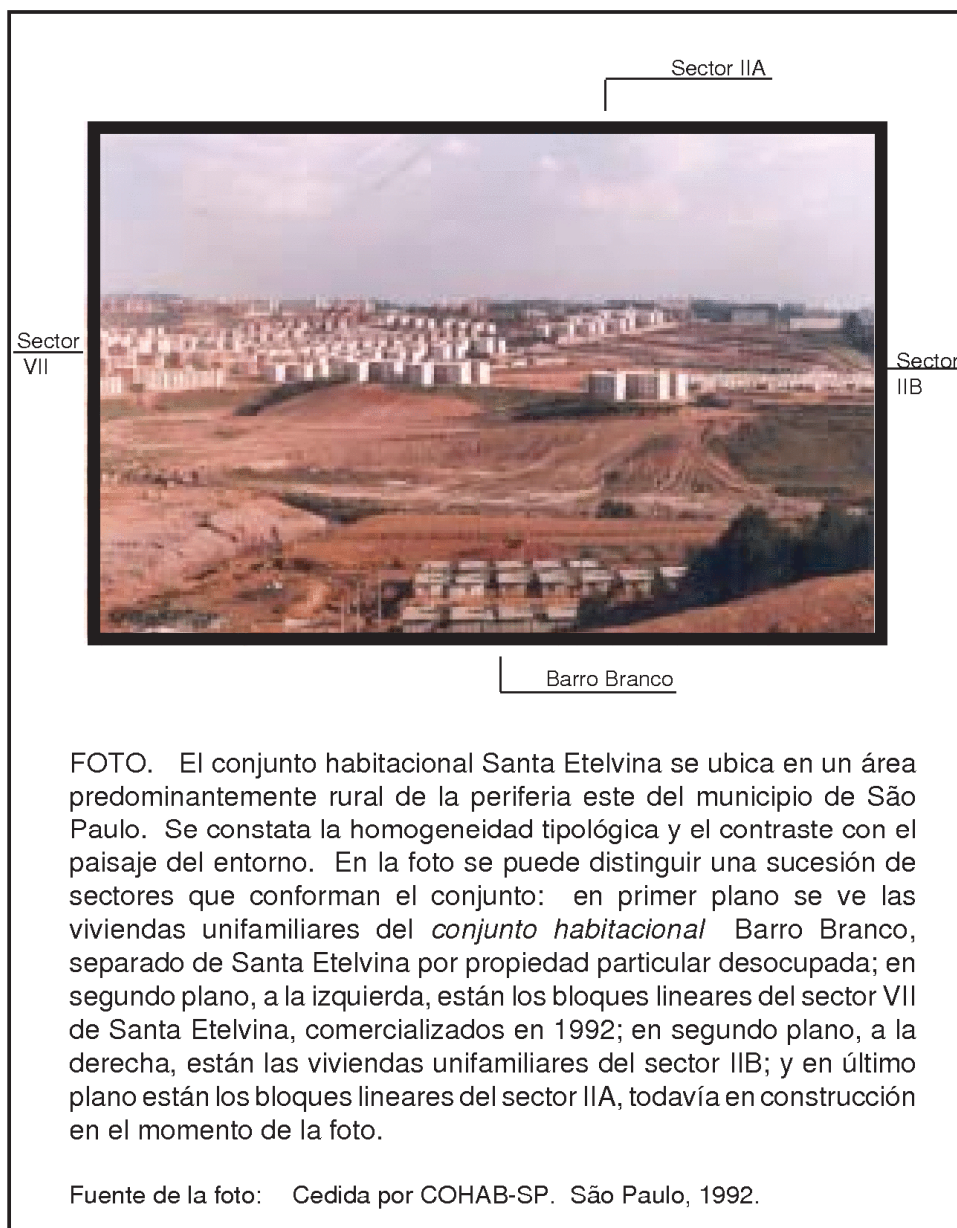 Sector IIA
Sector
VII
Sector
IIB
Barro Branco
FOTO. El conjunto habitacional Santa Etelvina se ubica en un área
predominantemente rural de la periferia este del municipio de São
Paulo. Se constata la homogeneidad tipológica y el contraste con el
paisaje del entorno. En la foto se puede distinguir una sucesión de
sectores que conforman el conjunto: en primer plano se ve las
viviendas unifamiliares del conjunto habitacional Barro Branco,
separado de Santa Etelvina por propiedad particular desocupada; en
segundo plano, a la izquierda, están los bloques lineares del sector VII
de Santa Etelvina, comercializados en 1992; en segundo plano, a la
derecha, están las viviendas unifamiliares del sector IIB; y en último
plano están los bloques lineares del sector IIA, todavía en construcción
en el momento de la foto.
Fuente de la foto: Cedida por COHAB-SP. São Paulo, 1992.